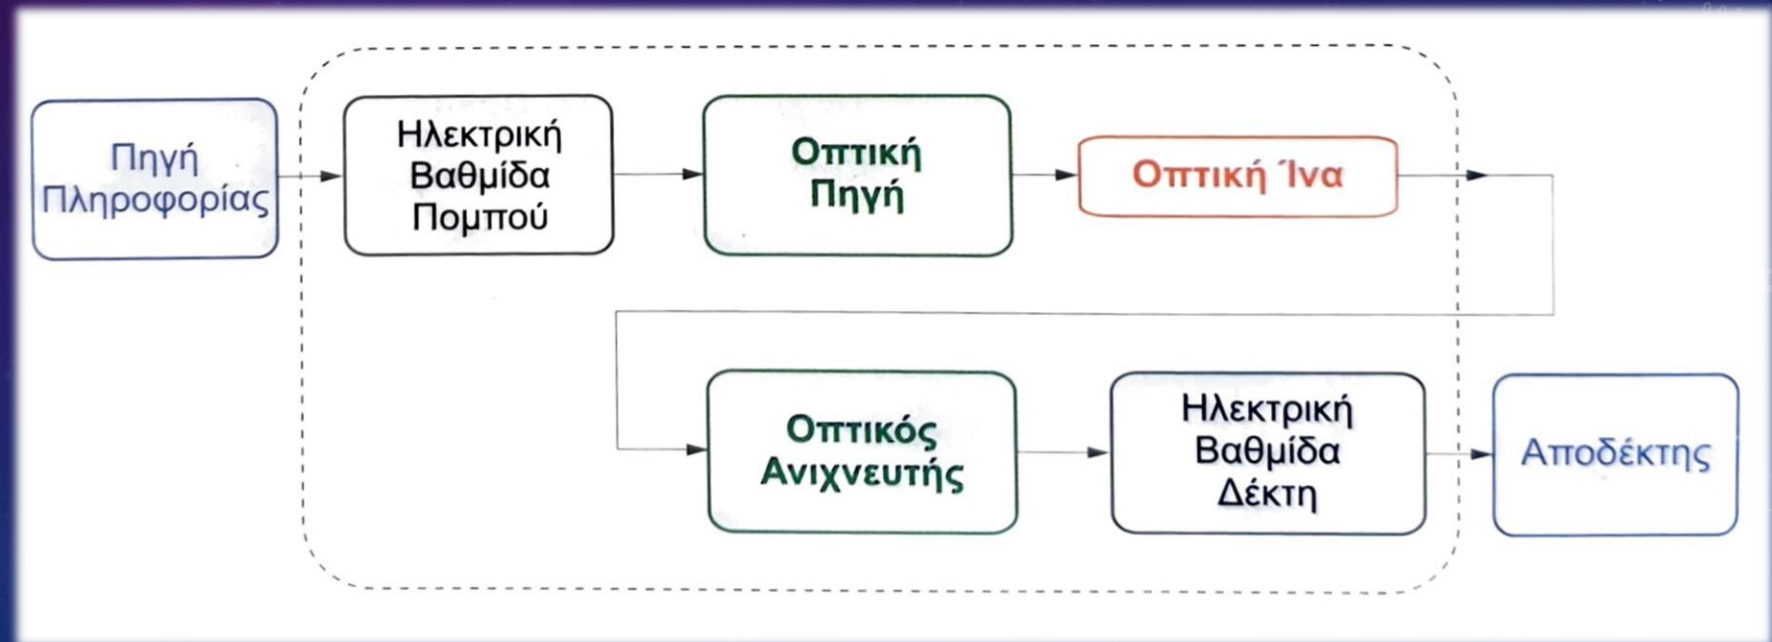 Πηγή
Πληροφορίας
Ηλεκτρική
Βαθμίδα
Πομπού
Οπτική
Πηγή
Οπτική Ίνα
Οπτικός
Ανιχνευτής
Ηλεκτρική
Βαθμίδα
Δέκτη
Αποδέκτης